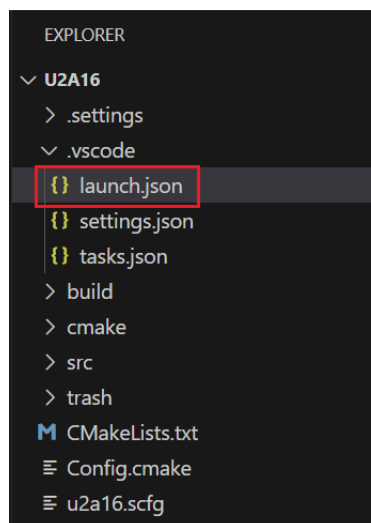 EXPLORER
U2A16
.settings
.vscode
{} launch.json
{} settings.json
{} tasks.json
build
cmake
src
trash
M CMakeLists.txt
Config.cmake
u2a16.scfg